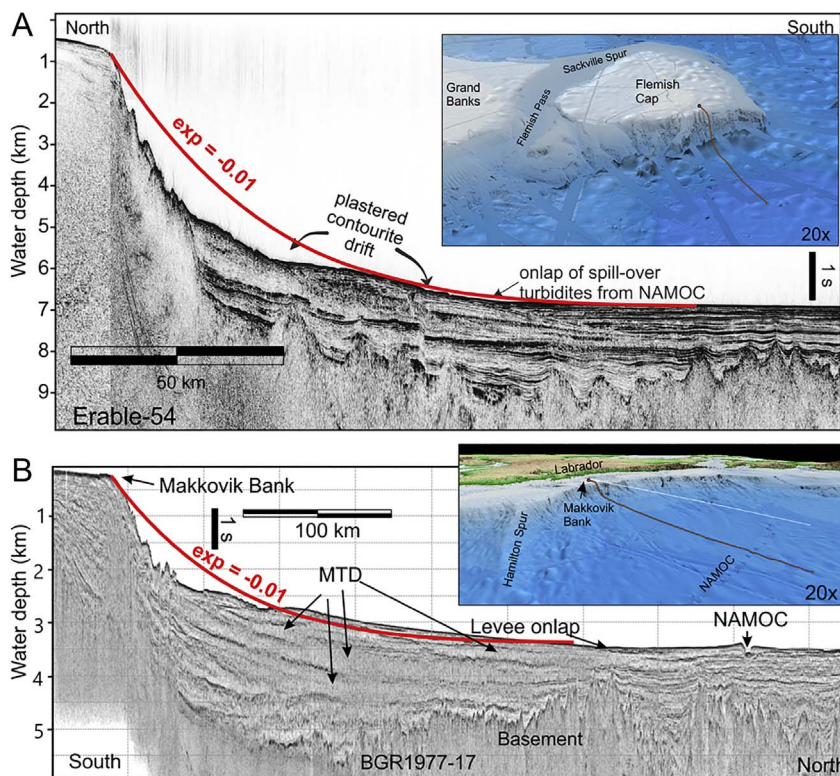 A
North
South
Grand
Banks
Sackville Spur
Flemish Pass
Flemish
Cap
20x
Water depth (km)
1
2
3
4
5
6
7
8
9
exp = -0.01
plastered
contourite
drift
onlap of spill-over
turbidites from NAMOC
1 s
50 km
Erable-54
B
Makkovik Bank
100 km
1 s
Labrador
Makkovik
Bank
Hamilton Spur
NAMOC
20x
Water depth (km)
1
2
3
4
5
exp = -0.01
MTD
Levee onlap
NAMOC
Basement
South
BGR1977-17
North